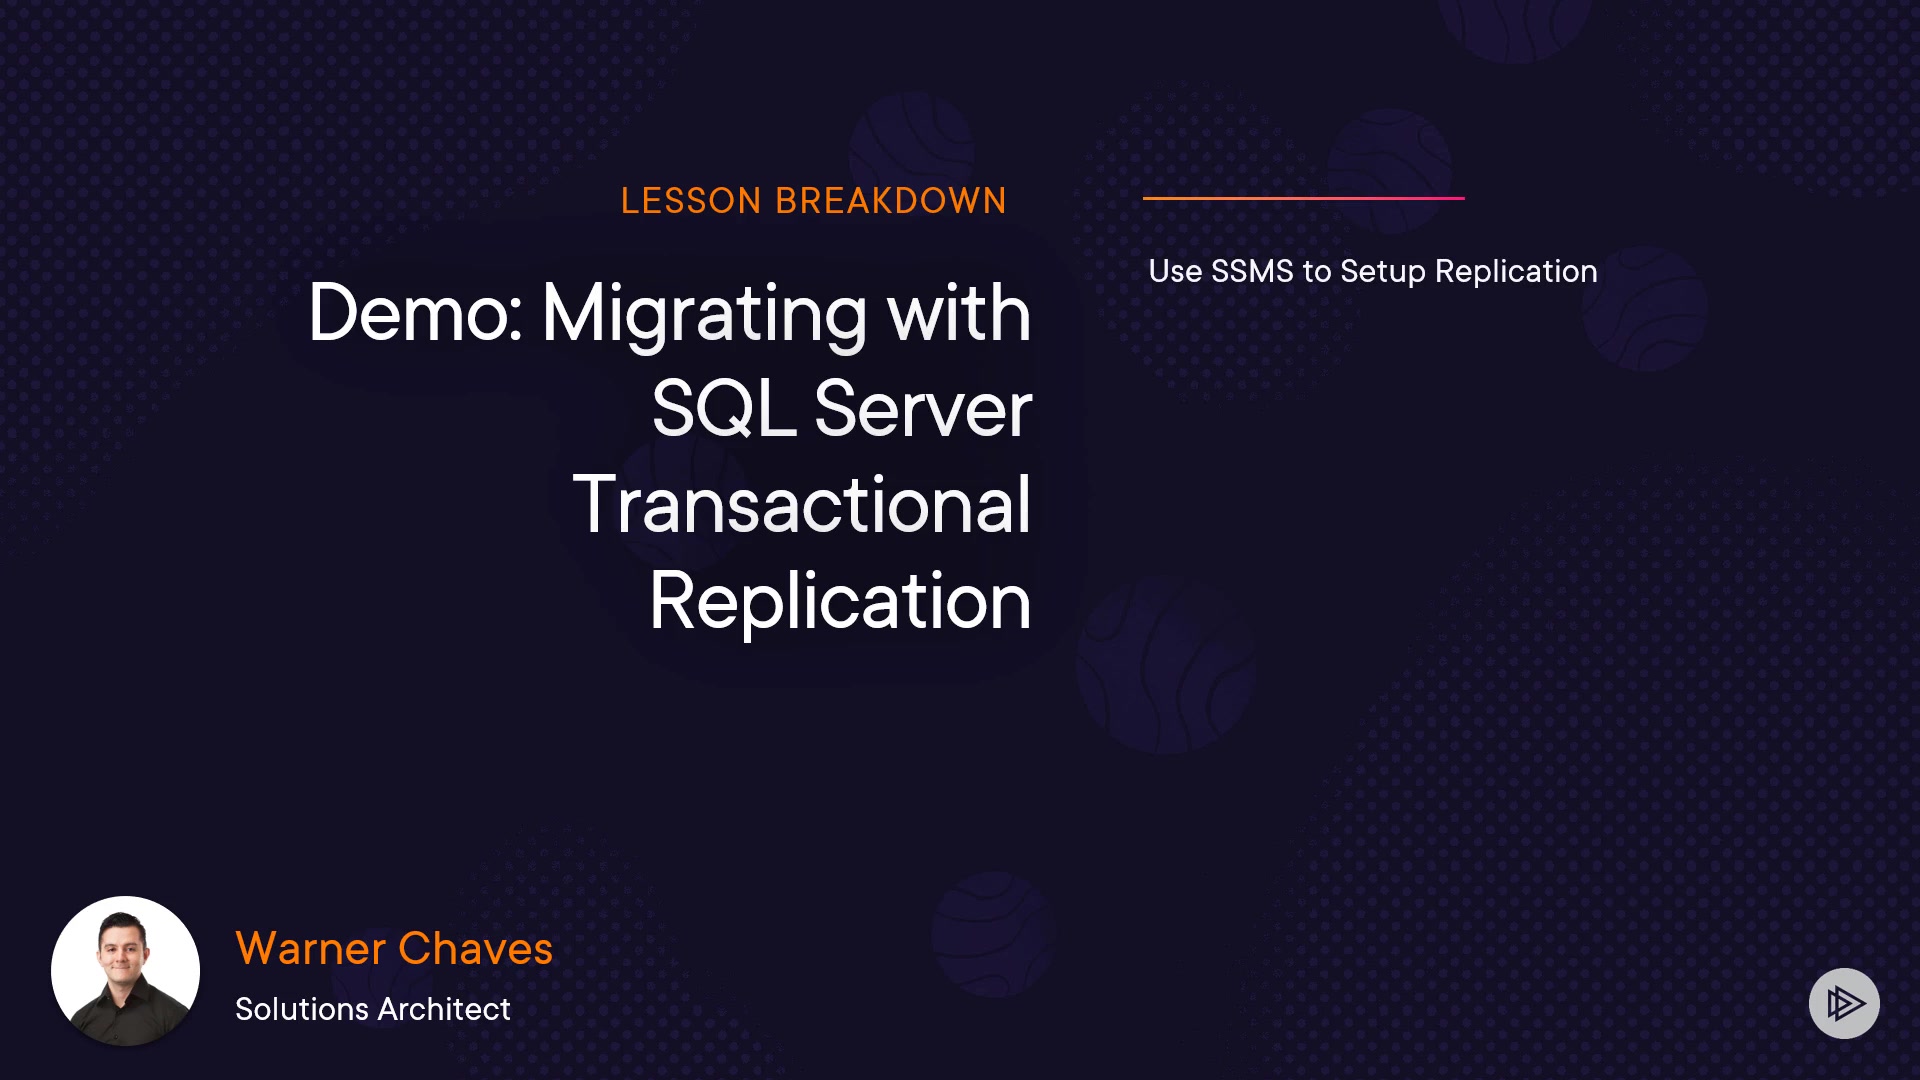 LESSON BREAKDOWN
Demo: Migrating with
SQL Server
Transactional
Replication
Use SSMS to Setup Replication
Warner Chaves
Solutions Architect